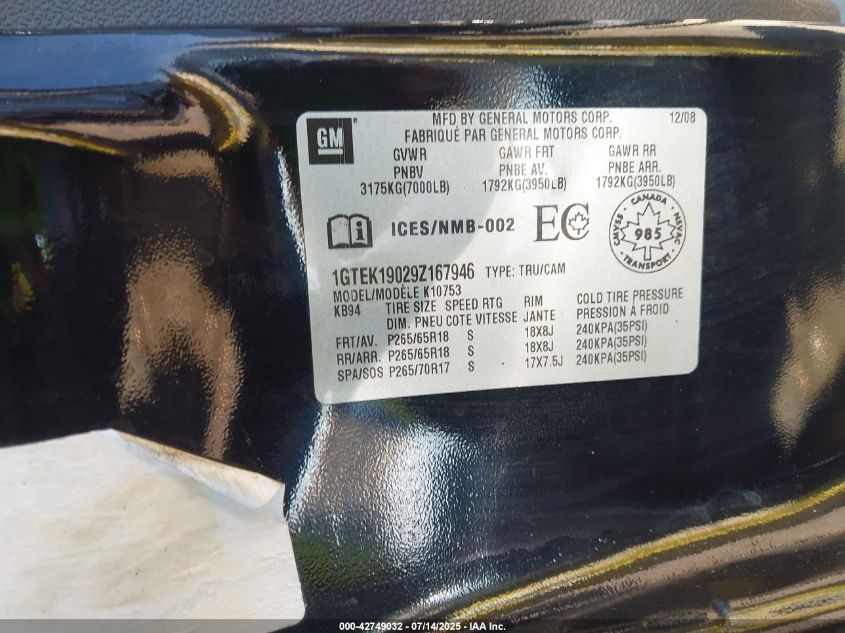 GM
MFD BY GENERAL MOTORS CORP. 12/08
FABRIQUÉ PAR GENERAL MOTORS CORP.
GVWR GAWR FRT GAWR RR
PNBV PNBE AV. PNBE ARR.
3175KG(7000LB) 1792KG(3950LB) 1792KG(3950LB)
ICES/NMB-002 EC
CANADA
CMVSS NSVAC
985
TRANSPORT
1GTEK19029Z167946 TYPE: TRU/CAM
MODEL/MODÈLE K10753
KB94 TIRE SIZE SPEED RTG RIM COLD TIRE PRESSURE
DIM. PNEU COTE VITESSE JANTE PRESSION À FROID
FRT/AV. P265/65R18 S 18X8J 240KPA(35PSI)
RR/ARR. P265/65R18 S 18X8J 240KPA(35PSI)
SPA/SOS P265/70R17 S 17X7.5J 240KPA(35PSI)
000-42749032 - 07/14/2025 - IAA Inc.